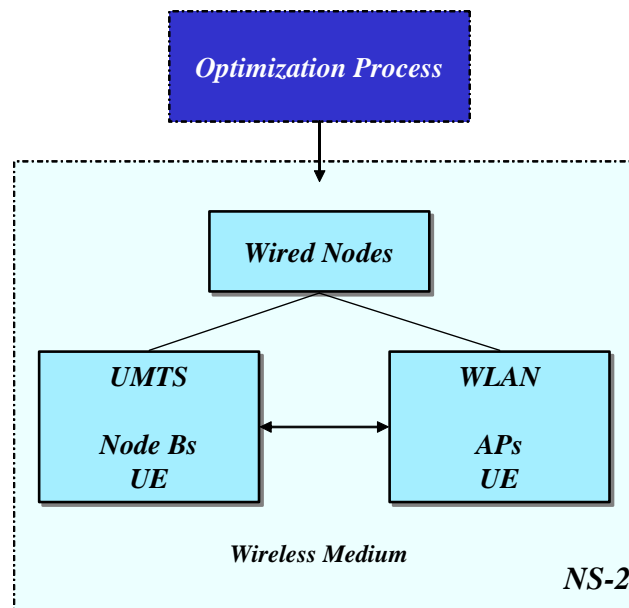 Optimization Process
Wired Nodes
UMTS
Node Bs
UE
WLAN
APs
UE
Wireless Medium
NS-2